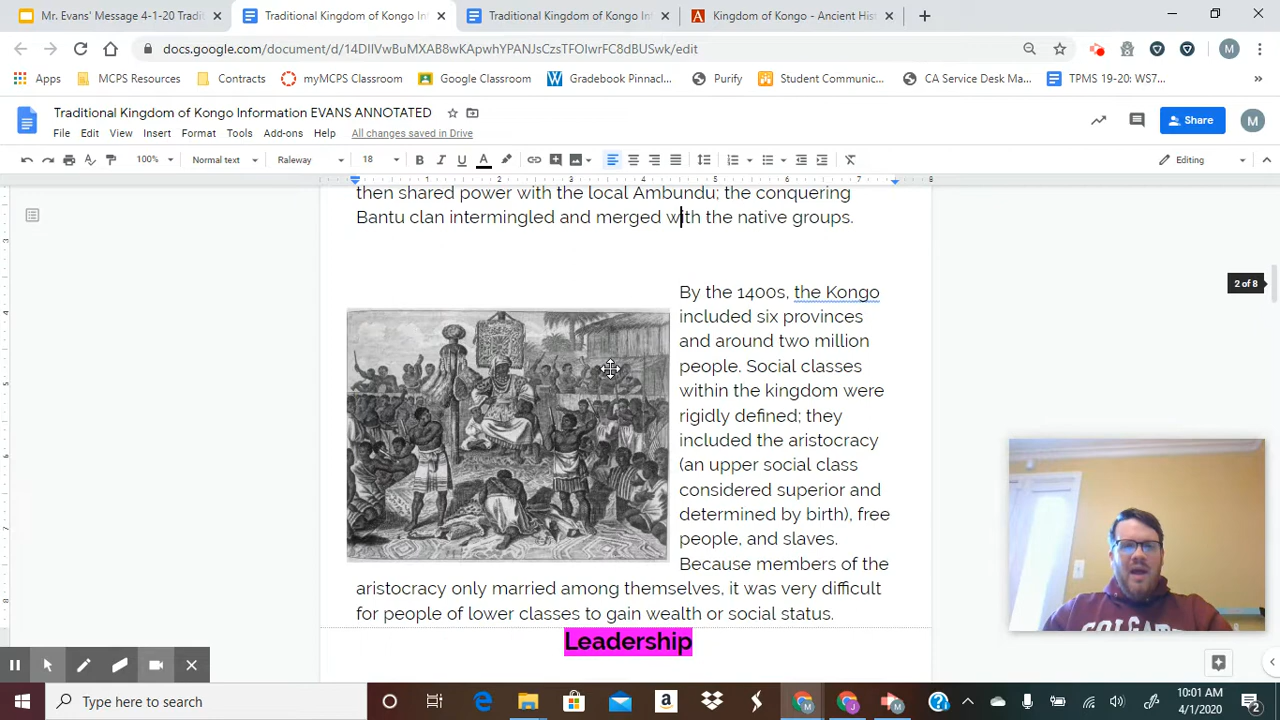 Mr. Evans' Message 4-1-20 Traditi
Traditional Kingdom of Kongo Inf
Traditional Kingdom of Kongo Inf
Kingdom of Kongo - Ancient Hist
docs.google.com/document/d/14DIIVwBuMXAB8wKApwhYPANJsCzsTFOIwrFC8dBUSwk/edit
M
Apps
MCPS Resources
Contracts
myMCPS Classroom
Google Classroom
Gradebook Pinnacl...
Purify
Student Communic...
CA Service Desk Ma...
TPMS 19-20: WS7...
Traditional Kingdom of Kongo Information EVANS ANNOTATED
File Edit View Insert Format Tools Add-ons Help All changes saved in Drive
Share
M
100%
Normal text
Raleway
18
Editing
then shared power with the local Ambundu; the conquering
Bantu clan intermingled and merged with the native groups.
2 of 8
By the 1400s, the Kongo
included six provinces
and around two million
people. Social classes
within the kingdom were
rigidly defined; they
included the aristocracy
(an upper social class
considered superior and
determined by birth), free
people, and slaves.
Because members of the
aristocracy only married among themselves, it was very difficult
for people of lower classes to gain wealth or social status.
Leadership
COLGAT
Type here to search
10:01 AM
4/1/2020
2